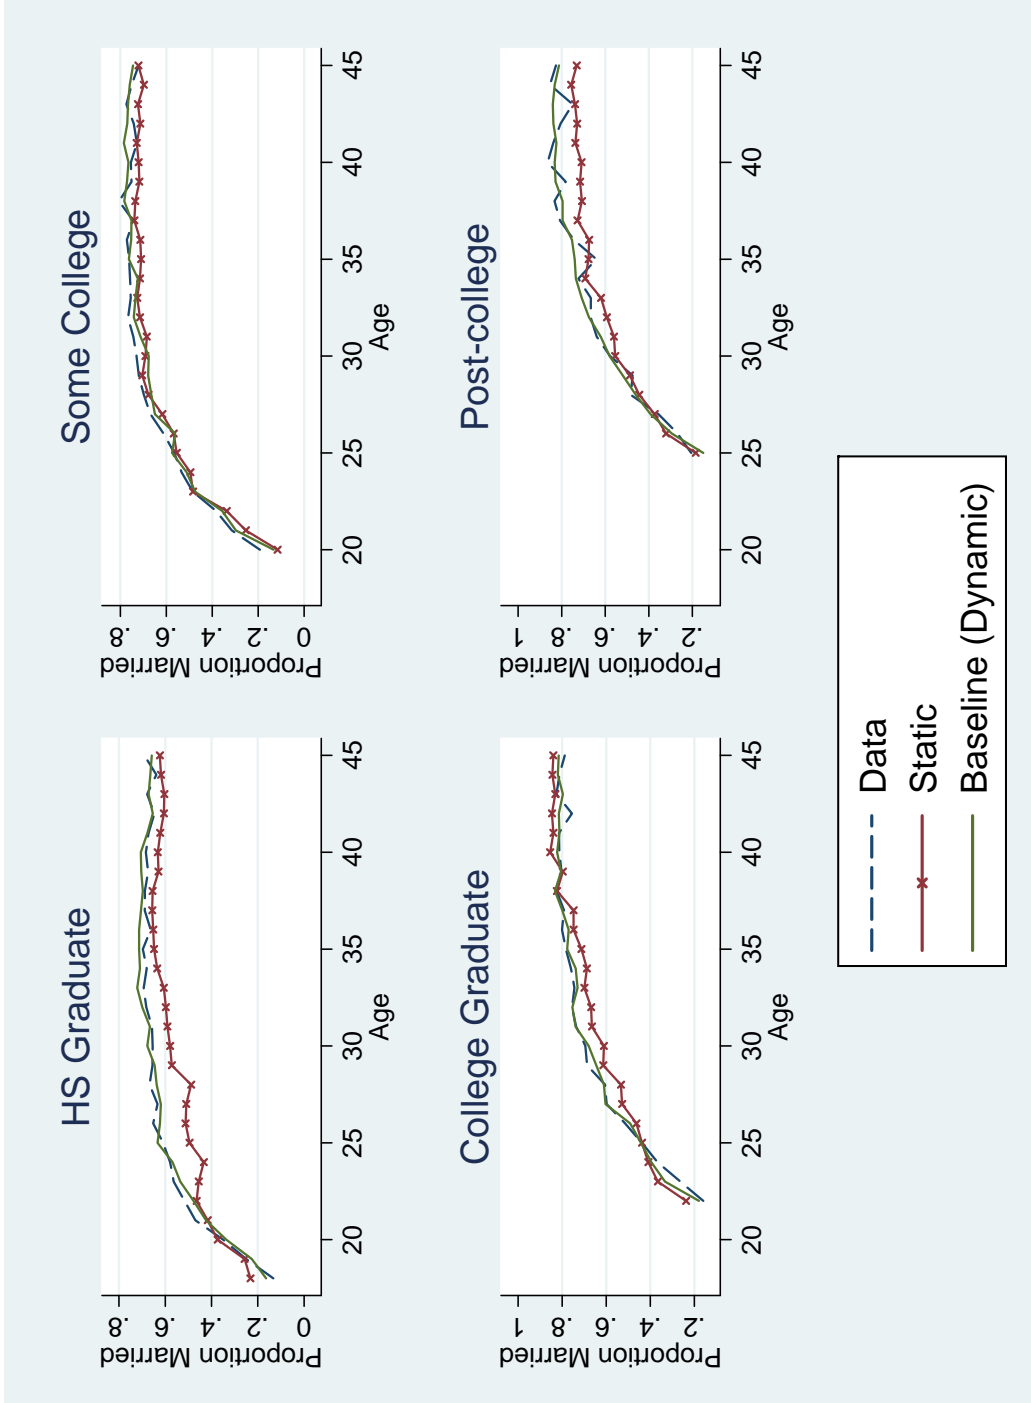 HS Graduate
Proportion Married
0 .2 .4 .6 .8
20 25 30 35 40 45
Age
Some College
Proportion Married
0 .2 .4 .6 .8
20 25 30 35 40 45
Age
College Graduate
Proportion Married
.2 .4 .6 .8 1
20 25 30 35 40 45
Age
Post-college
Proportion Married
.2 .4 .6 .8 1
20 25 30 35 40 45
Age
Data
Static
Baseline (Dynamic)